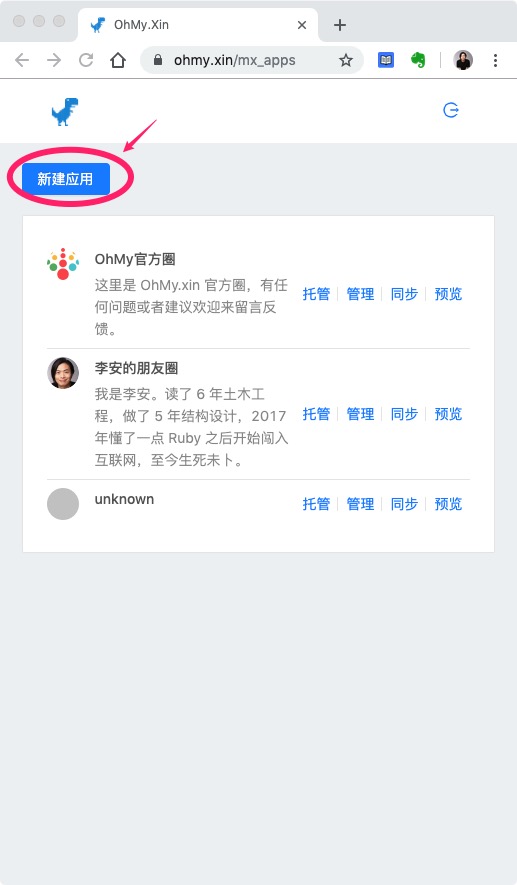 OhMy.Xin
ohmy.xin/mx_apps
新建应用
OhMy官方圈
这里是 OhMy.xin 官方圈，有任
何问题或者建议欢迎来留言反
馈。
托管 管理 同步 预览
李安的朋友圈
我是李安。读了 6 年土木工
程，做了 5 年结构设计，2017
年懂了一点 Ruby 之后开始闯入
互联网，至今生死未卜。
托管 管理 同步 预览
unknown
托管 管理 同步 预览